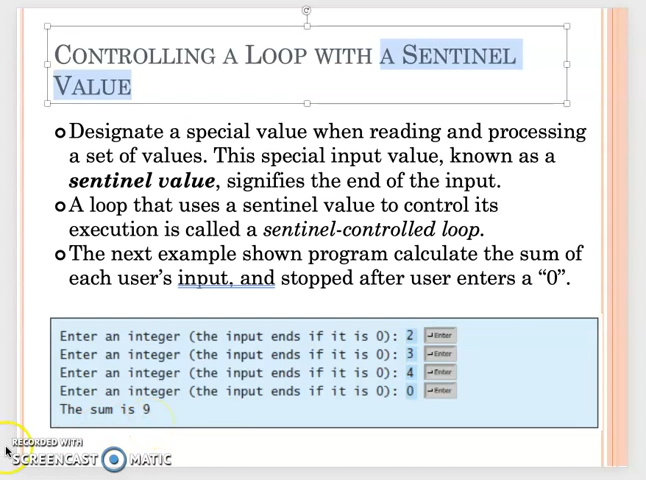 CONTROLLING A LOOP WITH A SENTINEL
VALUE
Designate a special value when reading and processing
a set of values. This special input value, known as a
sentinel value, signifies the end of the input.
A loop that uses a sentinel value to control its
execution is called a sentinel-controlled loop.
The next example shown program calculate the sum of
each user's input, and stopped after user enters a “0”.
Enter an integer (the input ends if it is 0): 2 ↵Enter
Enter an integer (the input ends if it is 0): 3 ↵Enter
Enter an integer (the input ends if it is 0): 4 ↵Enter
Enter an integer (the input ends if it is 0): 0 ↵Enter
The sum is 9
RECORDED WITH
SCREENCAST MATIC